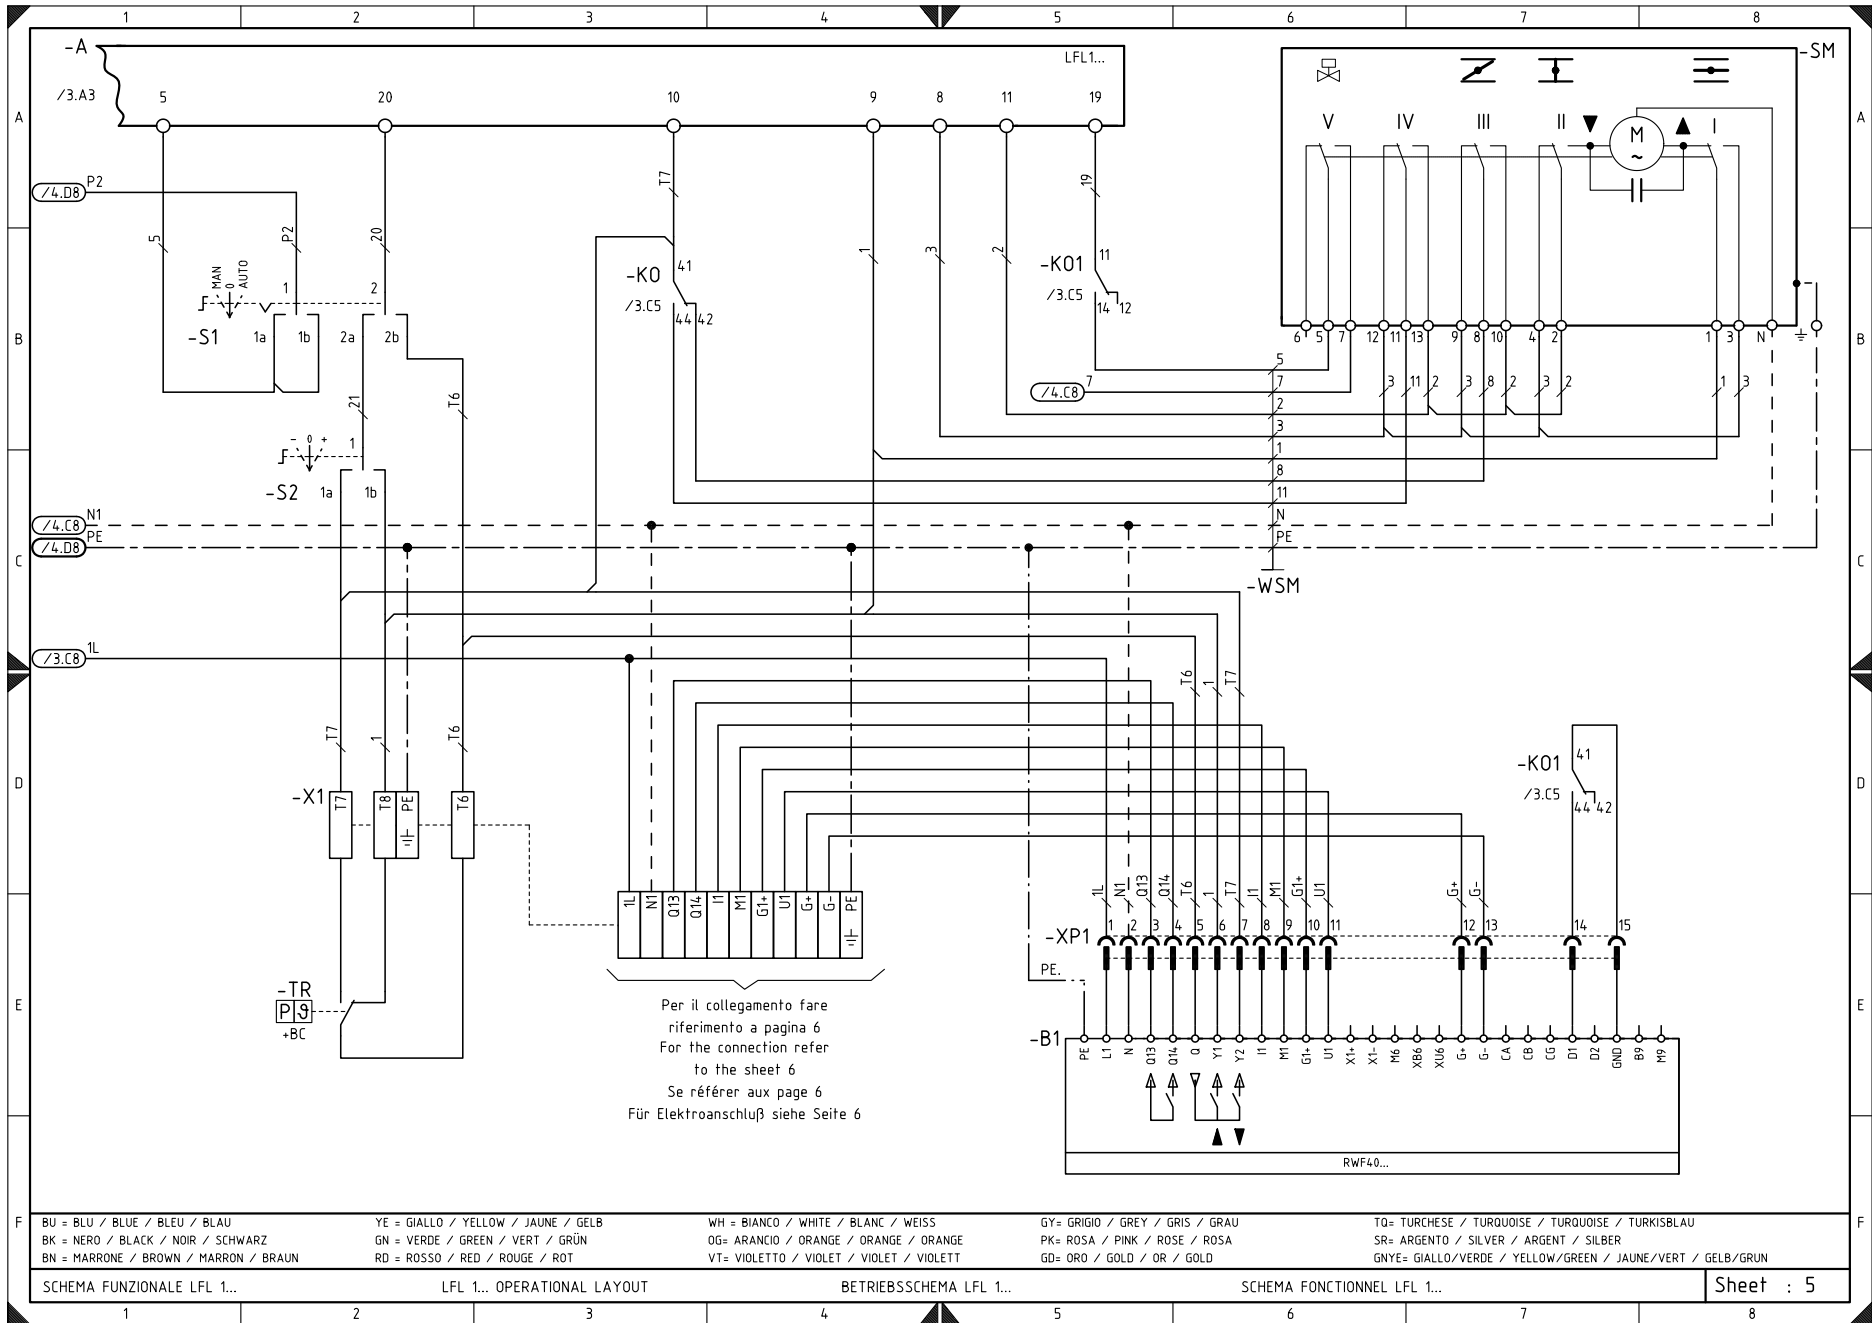 1 2 3 4 5 6 7 8
-A LFL1... -SM
/3.A3 5 20 10 9 8 11 19
A A
V IV III II I
M
~
/4.D8 P2
T7 19
5 P2 20 1 3 2
MAN 0 AUTO
-K0 41
/3.C5
44 42
-K01 11
/3.C5
14 12
1 2
-S1 1a 1b 2a 2b
B B
6 5 7 12 11 13 9 8 10 4 2 1 3 N
5
/4.C8 7 7
3 11 2 3 8 2 3 2 1 3
2
3
1
8
11
N
PE
21 T6
- 0 +
1
-S2 1a 1b
/4.C8 N1
/4.D8 PE
C C
-WSM
/3.C8 1L
T6 1 T7
T7 1 T6
D D
-K01 41
/3.C5
44 42
-X1 T7 T8 PE T6
1L N1 Q13 Q14 I1 M1 G1+ U1 G+ G- PE
1L N1 Q13 Q14 T6 1 T7 I1 M1 G1+ U1 G+ G-
-XP1 1 2 3 4 5 6 7 8 9 10 11 12 13 14 15
PE.
-TR
P ϑ
+BC
E E
Per il collegamento fare
riferimento a pagina 6
For the connection refer
to the sheet 6
Se référer aux page 6
Für Elektroanschluß siehe Seite 6
-B1
PE L1 N Q13 Q14 Q Y1 Y2 I1 M1 G1+ U1 X1+ X1- M6 XB6 XU6 G+ G- CA CB CG D1 D2 GND B9 M9
RWF40...
F F
BU = BLU / BLUE / BLEU / BLAU
BK = NERO / BLACK / NOIR / SCHWARZ
BN = MARRONE / BROWN / MARRON / BRAUN
YE = GIALLO / YELLOW / JAUNE / GELB
GN = VERDE / GREEN / VERT / GRÜN
RD = ROSSO / RED / ROUGE / ROT
WH = BIANCO / WHITE / BLANC / WEISS
OG= ARANCIO / ORANGE / ORANGE / ORANGE
VT= VIOLETTO / VIOLET / VIOLET / VIOLETT
GY= GRIGIO / GREY / GRIS / GRAU
PK= ROSA / PINK / ROSE / ROSA
GD= ORO / GOLD / OR / GOLD
TQ= TURCHESE / TURQUOISE / TURQUOISE / TURKISBLAU
SR= ARGENTO / SILVER / ARGENT / SILBER
GNYE= GIALLO/VERDE / YELLOW/GREEN / JAUNE/VERT / GELB/GRUN
SCHEMA FUNZIONALE LFL 1... LFL 1... OPERATIONAL LAYOUT BETRIEBSSCHEMA LFL 1... SCHEMA FONCTIONNEL LFL 1... Sheet : 5
1 2 3 4 5 6 7 8